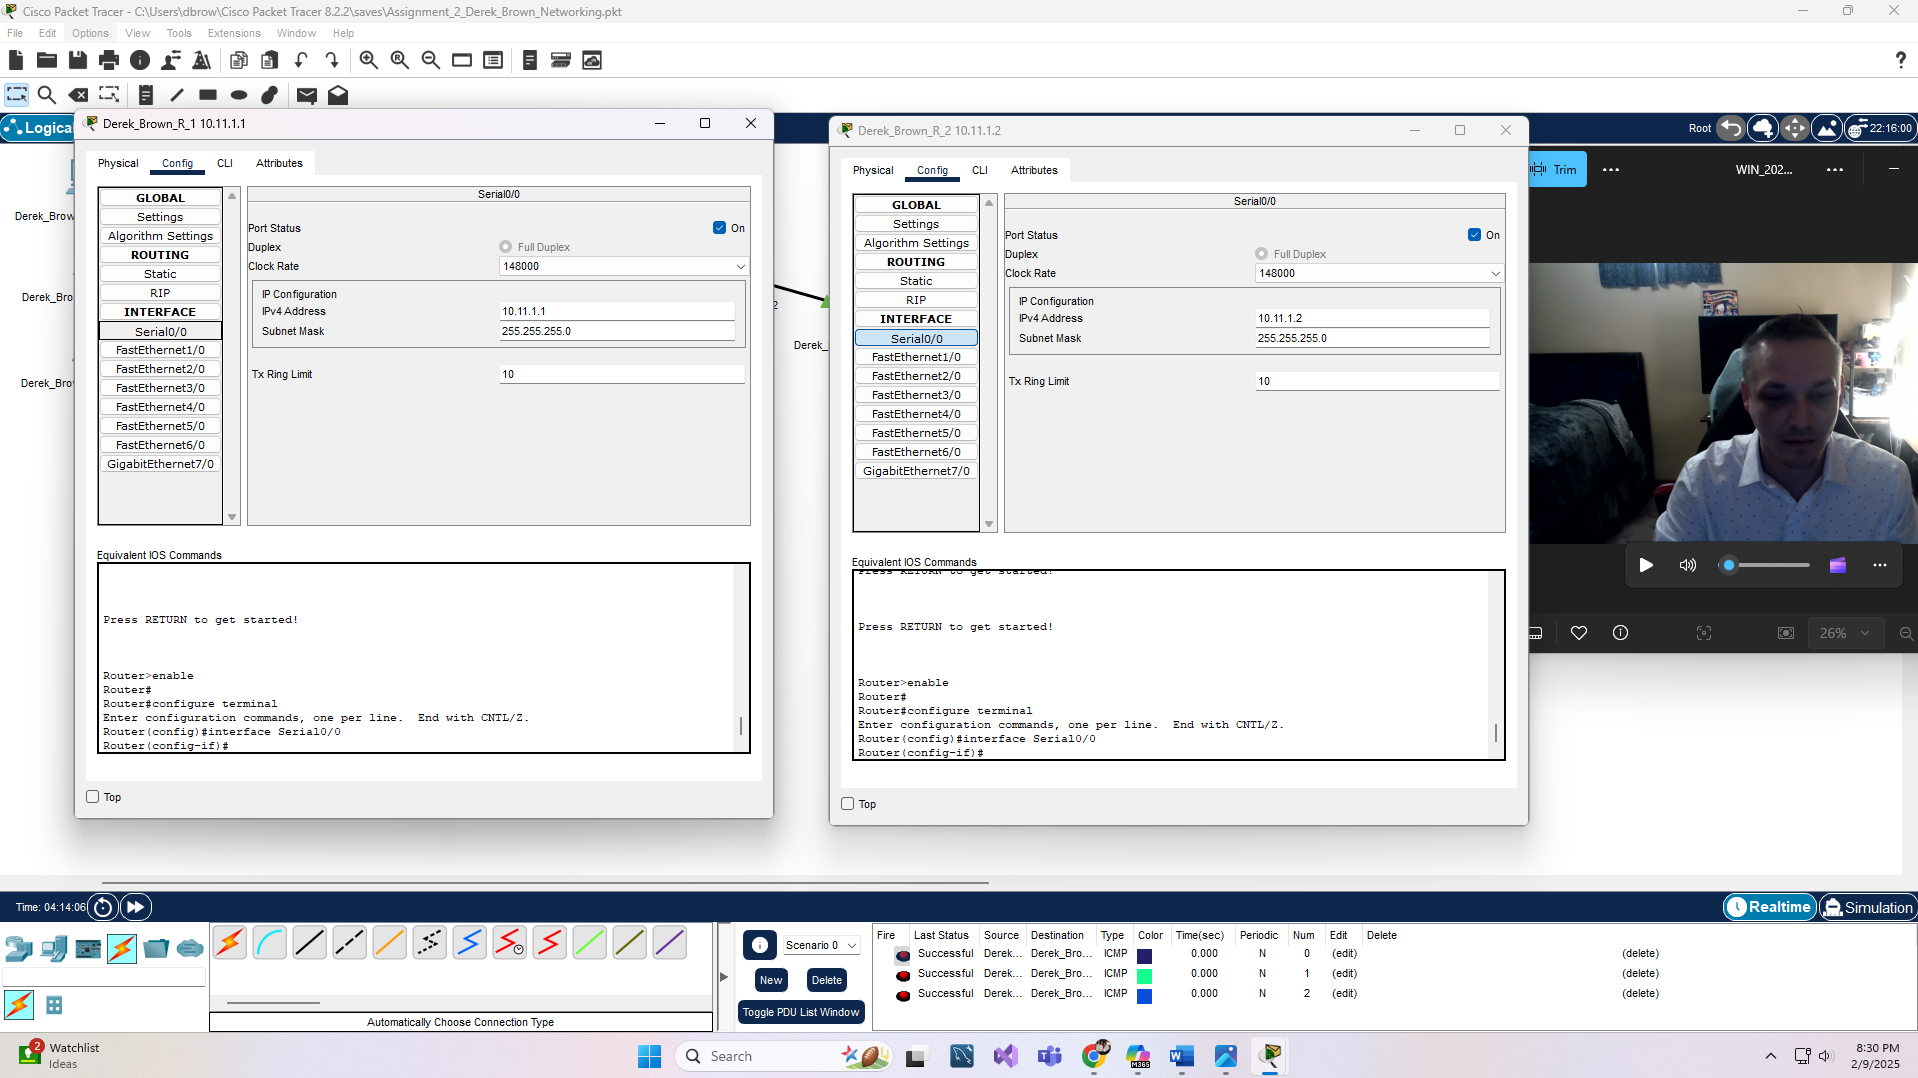 Cisco Packet Tracer - C:\Users\dbrow\Cisco Packet Tracer 8.2.2\saves\Assignment_2_Derek_Brown_Networking.pkt
File Edit Options View Tools Extensions Window Help
Logical
Root
22:16:00
Derek_Brown_R_1 10.11.1.1
Physical Config CLI Attributes
GLOBAL
Settings
Algorithm Settings
ROUTING
Static
RIP
INTERFACE
Serial0/0
FastEthernet1/0
FastEthernet2/0
FastEthernet3/0
FastEthernet4/0
FastEthernet5/0
FastEthernet6/0
GigabitEthernet7/0
Serial0/0
Port Status On
Duplex Full Duplex
Clock Rate 148000
IP Configuration
IPv4 Address 10.11.1.1
Subnet Mask 255.255.255.0
Tx Ring Limit 10
Equivalent IOS Commands
Press RETURN to get started!
Router>enable
Router#
Router#configure terminal
Enter configuration commands, one per line.  End with CNTL/Z.
Router(config)#interface Serial0/0
Router(config-if)#
Top
Derek_Brow
Derek_Bro
Derek_Brov
2
Derek_
Derek_Brown_R_2 10.11.1.2
Physical Config CLI Attributes
GLOBAL
Settings
Algorithm Settings
ROUTING
Static
RIP
INTERFACE
Serial0/0
FastEthernet1/0
FastEthernet2/0
FastEthernet3/0
FastEthernet4/0
FastEthernet5/0
FastEthernet6/0
GigabitEthernet7/0
Serial0/0
Port Status On
Duplex Full Duplex
Clock Rate 148000
IP Configuration
IPv4 Address 10.11.1.2
Subnet Mask 255.255.255.0
Tx Ring Limit 10
Equivalent IOS Commands
Press RETURN to get started!
Press RETURN to get started!
Router>enable
Router#
Router#configure terminal
Enter configuration commands, one per line.  End with CNTL/Z.
Router(config)#interface Serial0/0
Router(config-if)#
Top
Trim
WIN_202...
26%
Time: 04:14:06
Realtime
Simulation
Automatically Choose Connection Type
Scenario 0
New
Delete
Toggle PDU List Window
Fire Last Status Source Destination Type Color Time(sec) Periodic Num Edit Delete
Successful Derek... Derek_Bro... ICMP 0.000 N 0 (edit) (delete)
Successful Derek... Derek_Bro... ICMP 0.000 N 1 (edit) (delete)
Successful Derek... Derek_Bro... ICMP 0.000 N 2 (edit) (delete)
2
Watchlist
Ideas
Search
M365
8:30 PM
2/9/2025